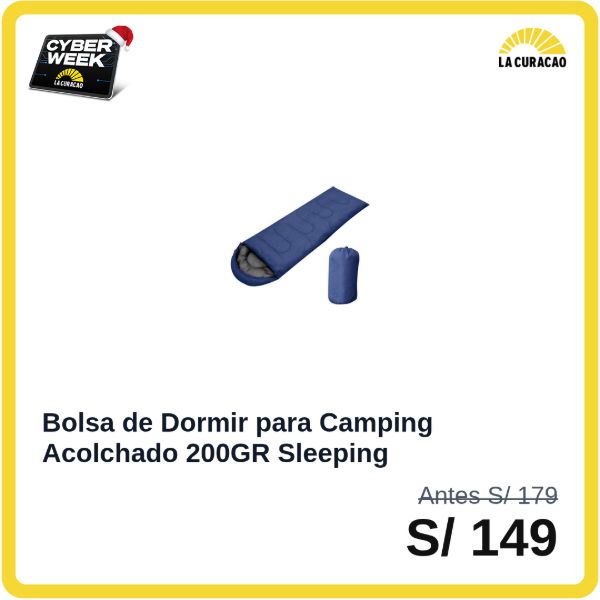 CYBER
WEEK
LA CURACAO
LA CURACAO
Bolsa de Dormir para Camping
Acolchado 200GR Sleeping
Antes S/ 179
S/ 149